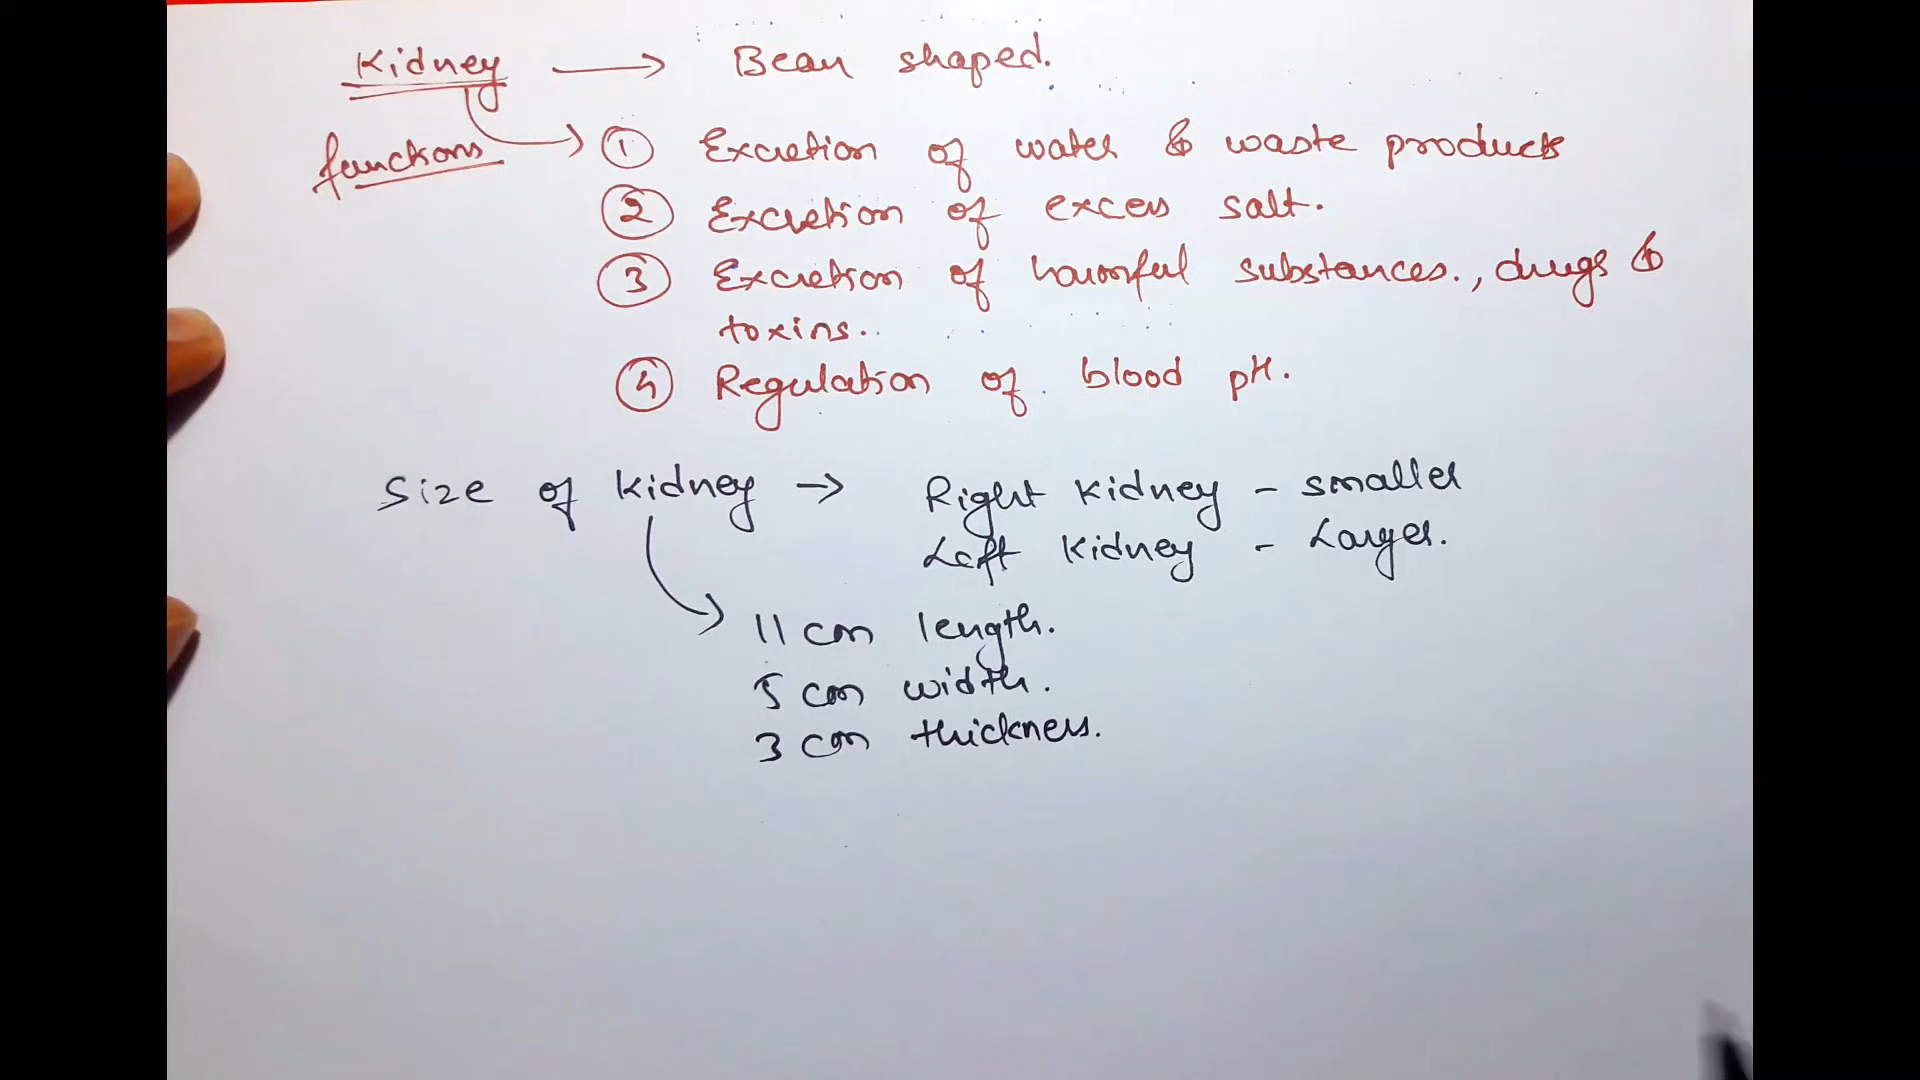 Kidney → Bean shaped.
functions → ① Excretion of water & waste products
② Excretion of excess salt.
③ Excretion of harmful substances., drugs &
toxins.
④ Regulation of blood pH.
Size of kidney → Right kidney - smaller
Left kidney - Larger.
11 cm length.
5 cm width.
3 cm thickness.